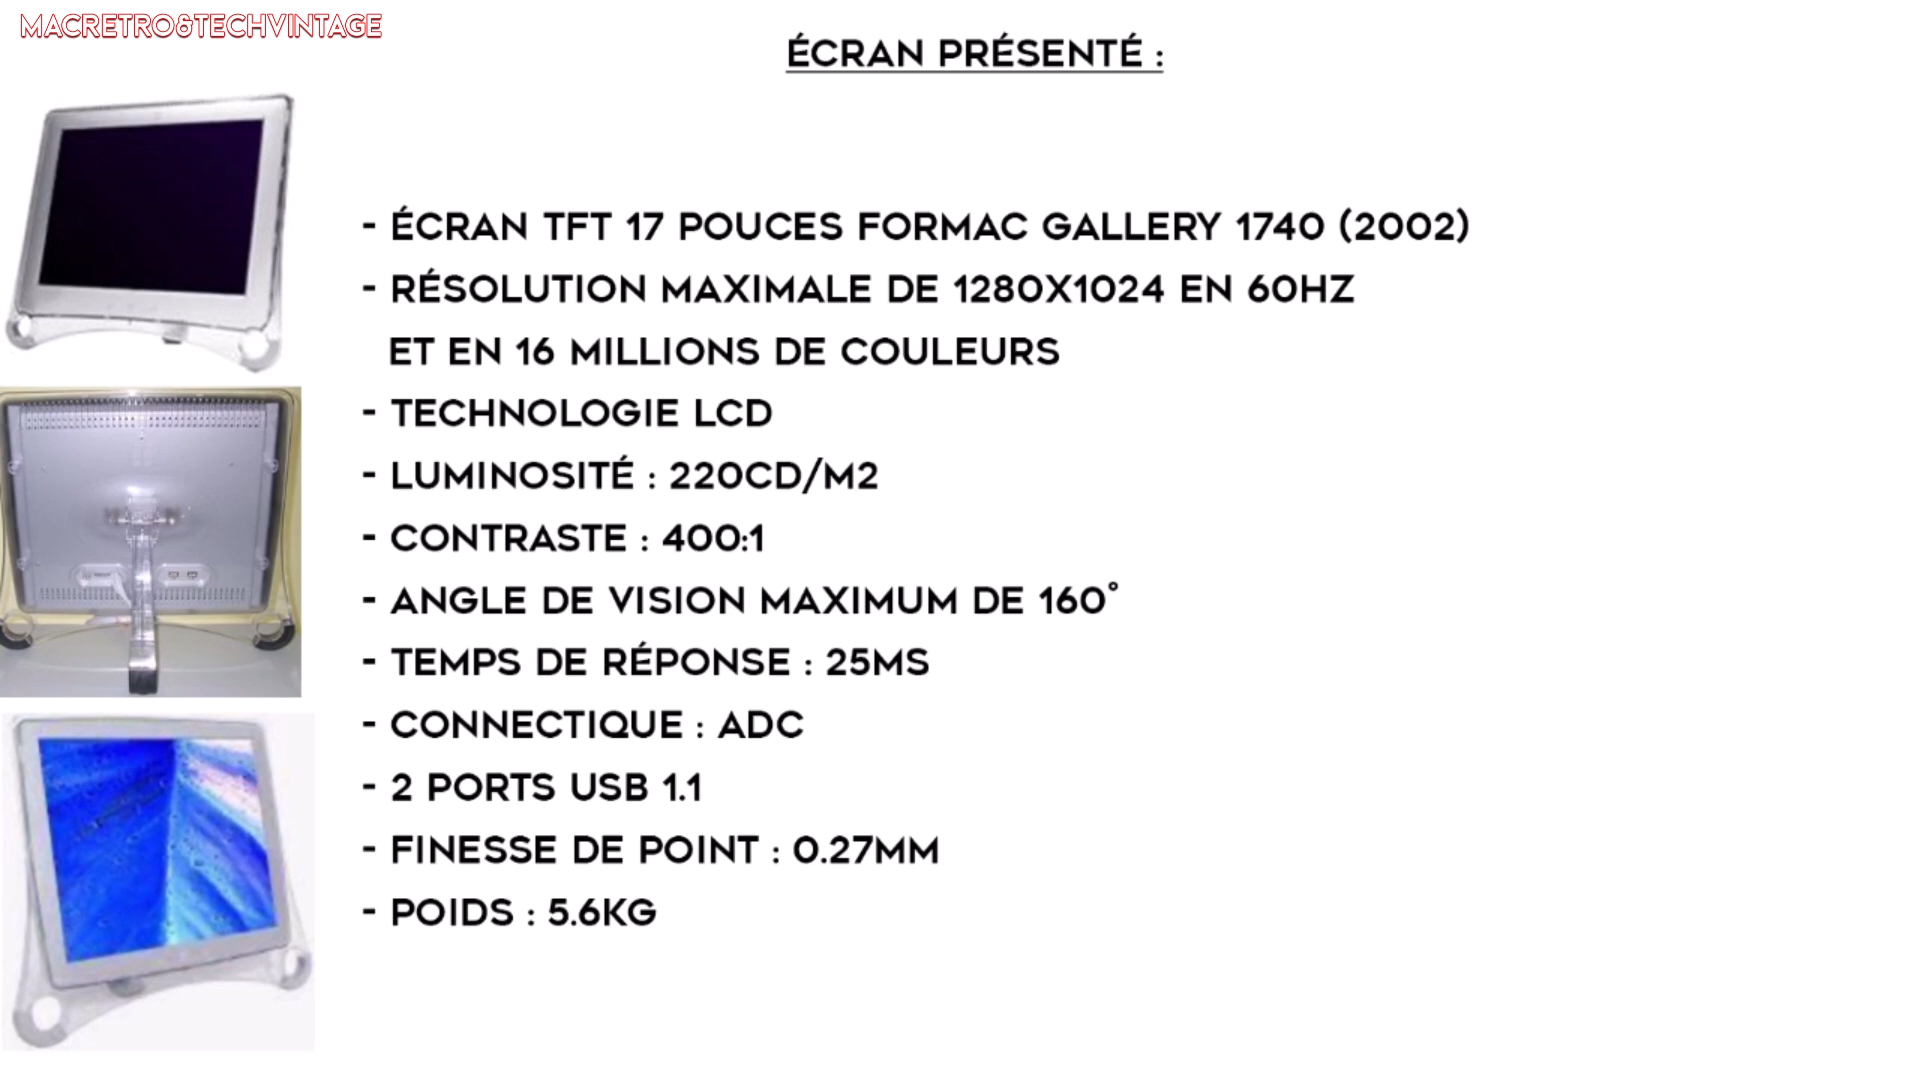 MACRETRO&TECHVINTAGE
ÉCRAN PRÉSENTÉ :
- ÉCRAN TFT 17 POUCES FORMAC GALLERY 1740 (2002)
- RÉSOLUTION MAXIMALE DE 1280X1024 EN 60HZ
ET EN 16 MILLIONS DE COULEURS
- TECHNOLOGIE LCD
- LUMINOSITÉ : 220CD/M2
- CONTRASTE : 400:1
- ANGLE DE VISION MAXIMUM DE 160°
- TEMPS DE RÉPONSE : 25MS
- CONNECTIQUE : ADC
- 2 PORTS USB 1.1
- FINESSE DE POINT : 0.27MM
- POIDS : 5.6KG